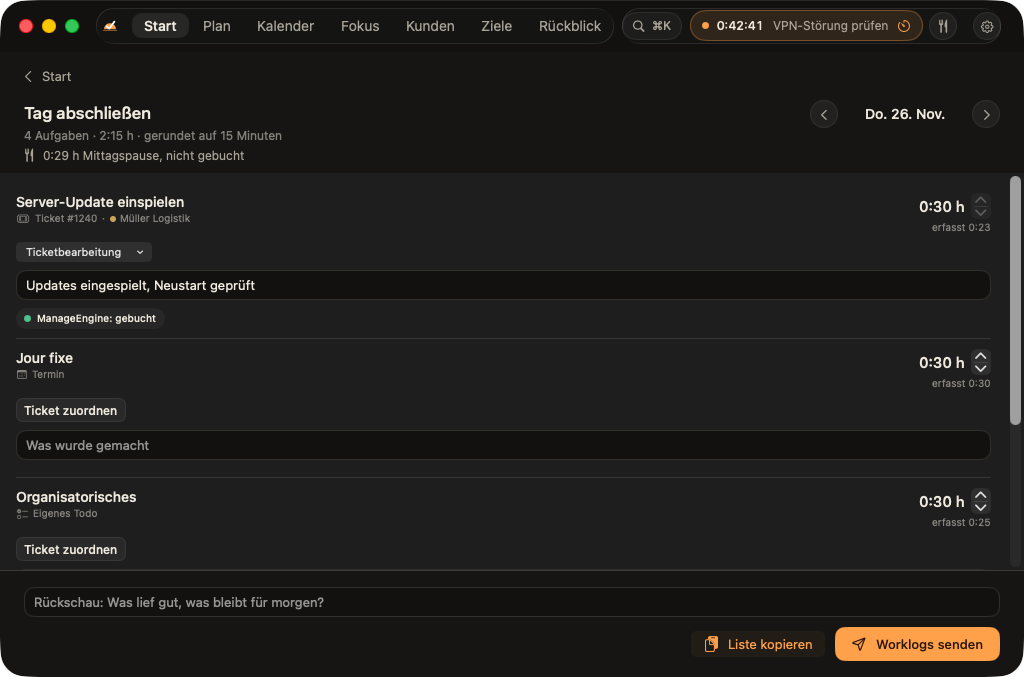 Start
Plan
Kalender
Fokus
Kunden
Ziele
Rückblick
⌘K
0:42:41 VPN-Störung prüfen
Start
Tag abschließen
4 Aufgaben · 2:15 h · gerundet auf 15 Minuten
0:29 h Mittagspause, nicht gebucht
Do. 26. Nov.
Server-Update einspielen
0:30 h
Ticket #1240 · Müller Logistik
erfasst 0:23
Ticketbearbeitung
Updates eingespielt, Neustart geprüft
ManageEngine: gebucht
Jour fixe
0:30 h
Termin
erfasst 0:30
Ticket zuordnen
Was wurde gemacht
Organisatorisches
0:30 h
Eigenes Todo
erfasst 0:25
Ticket zuordnen
Rückschau: Was lief gut, was bleibt für morgen?
Liste kopieren
Worklogs senden